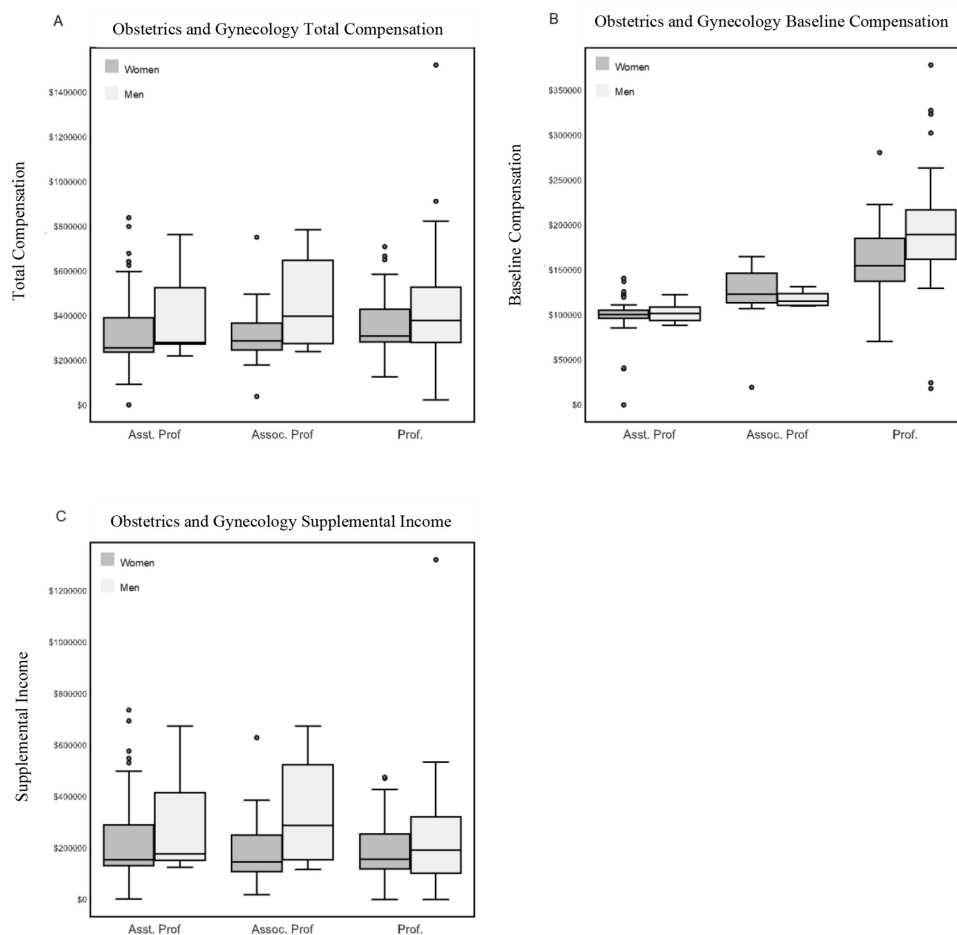 A
Obstetrics and Gynecology Total Compensation
Women
Men
Total Compensation
$1400000
$1200000
$1000000
$800000
$600000
$400000
$200000
$0
Asst. Prof
Assoc. Prof
Prof.
B
Obstetrics and Gynecology Baseline Compensation
Women
Men
Baseline Compensation
$350000
$300000
$250000
$200000
$150000
$100000
$50000
$0
Asst. Prof
Assoc. Prof
Prof.
C
Obstetrics and Gynecology Supplemental Income
Women
Men
Supplemental Income
$1200000
$1000000
$800000
$600000
$400000
$200000
$0
Asst. Prof
Assoc. Prof
Prof.